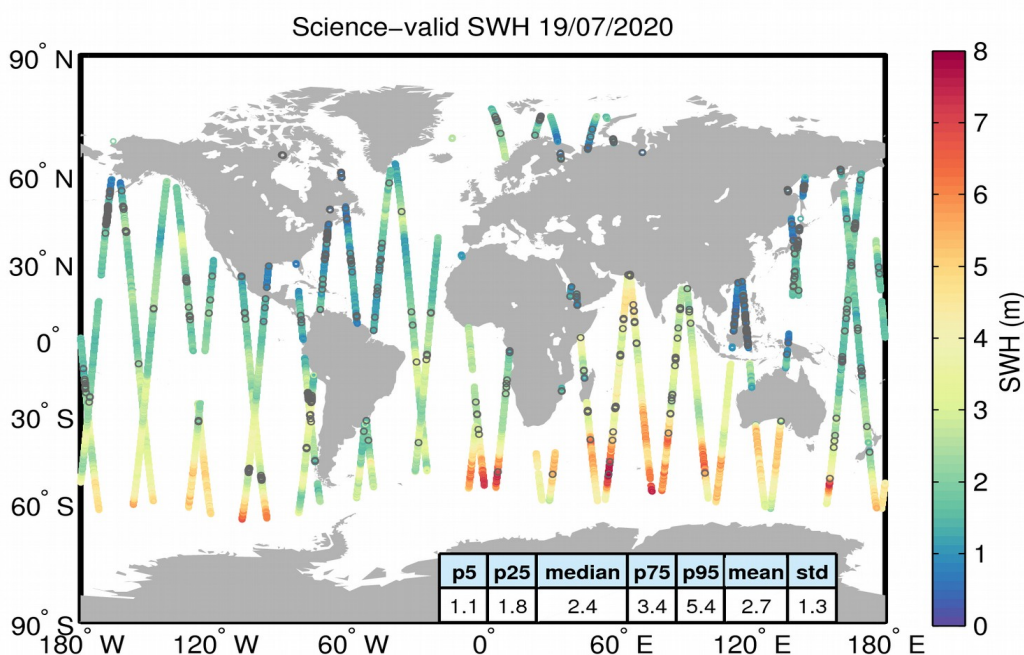 Science−valid SWH 19/07/2020
90° N
60° N
30° N
0°
30° S
60° S
90° S
180° W
120° W
60° W
0°
60° E
120° E
180° E
p5 p25 median p75 p95 mean std
1.1 1.8 2.4 3.4 5.4 2.7 1.3
8
7
6
5
4
3
2
1
0
SWH (m)